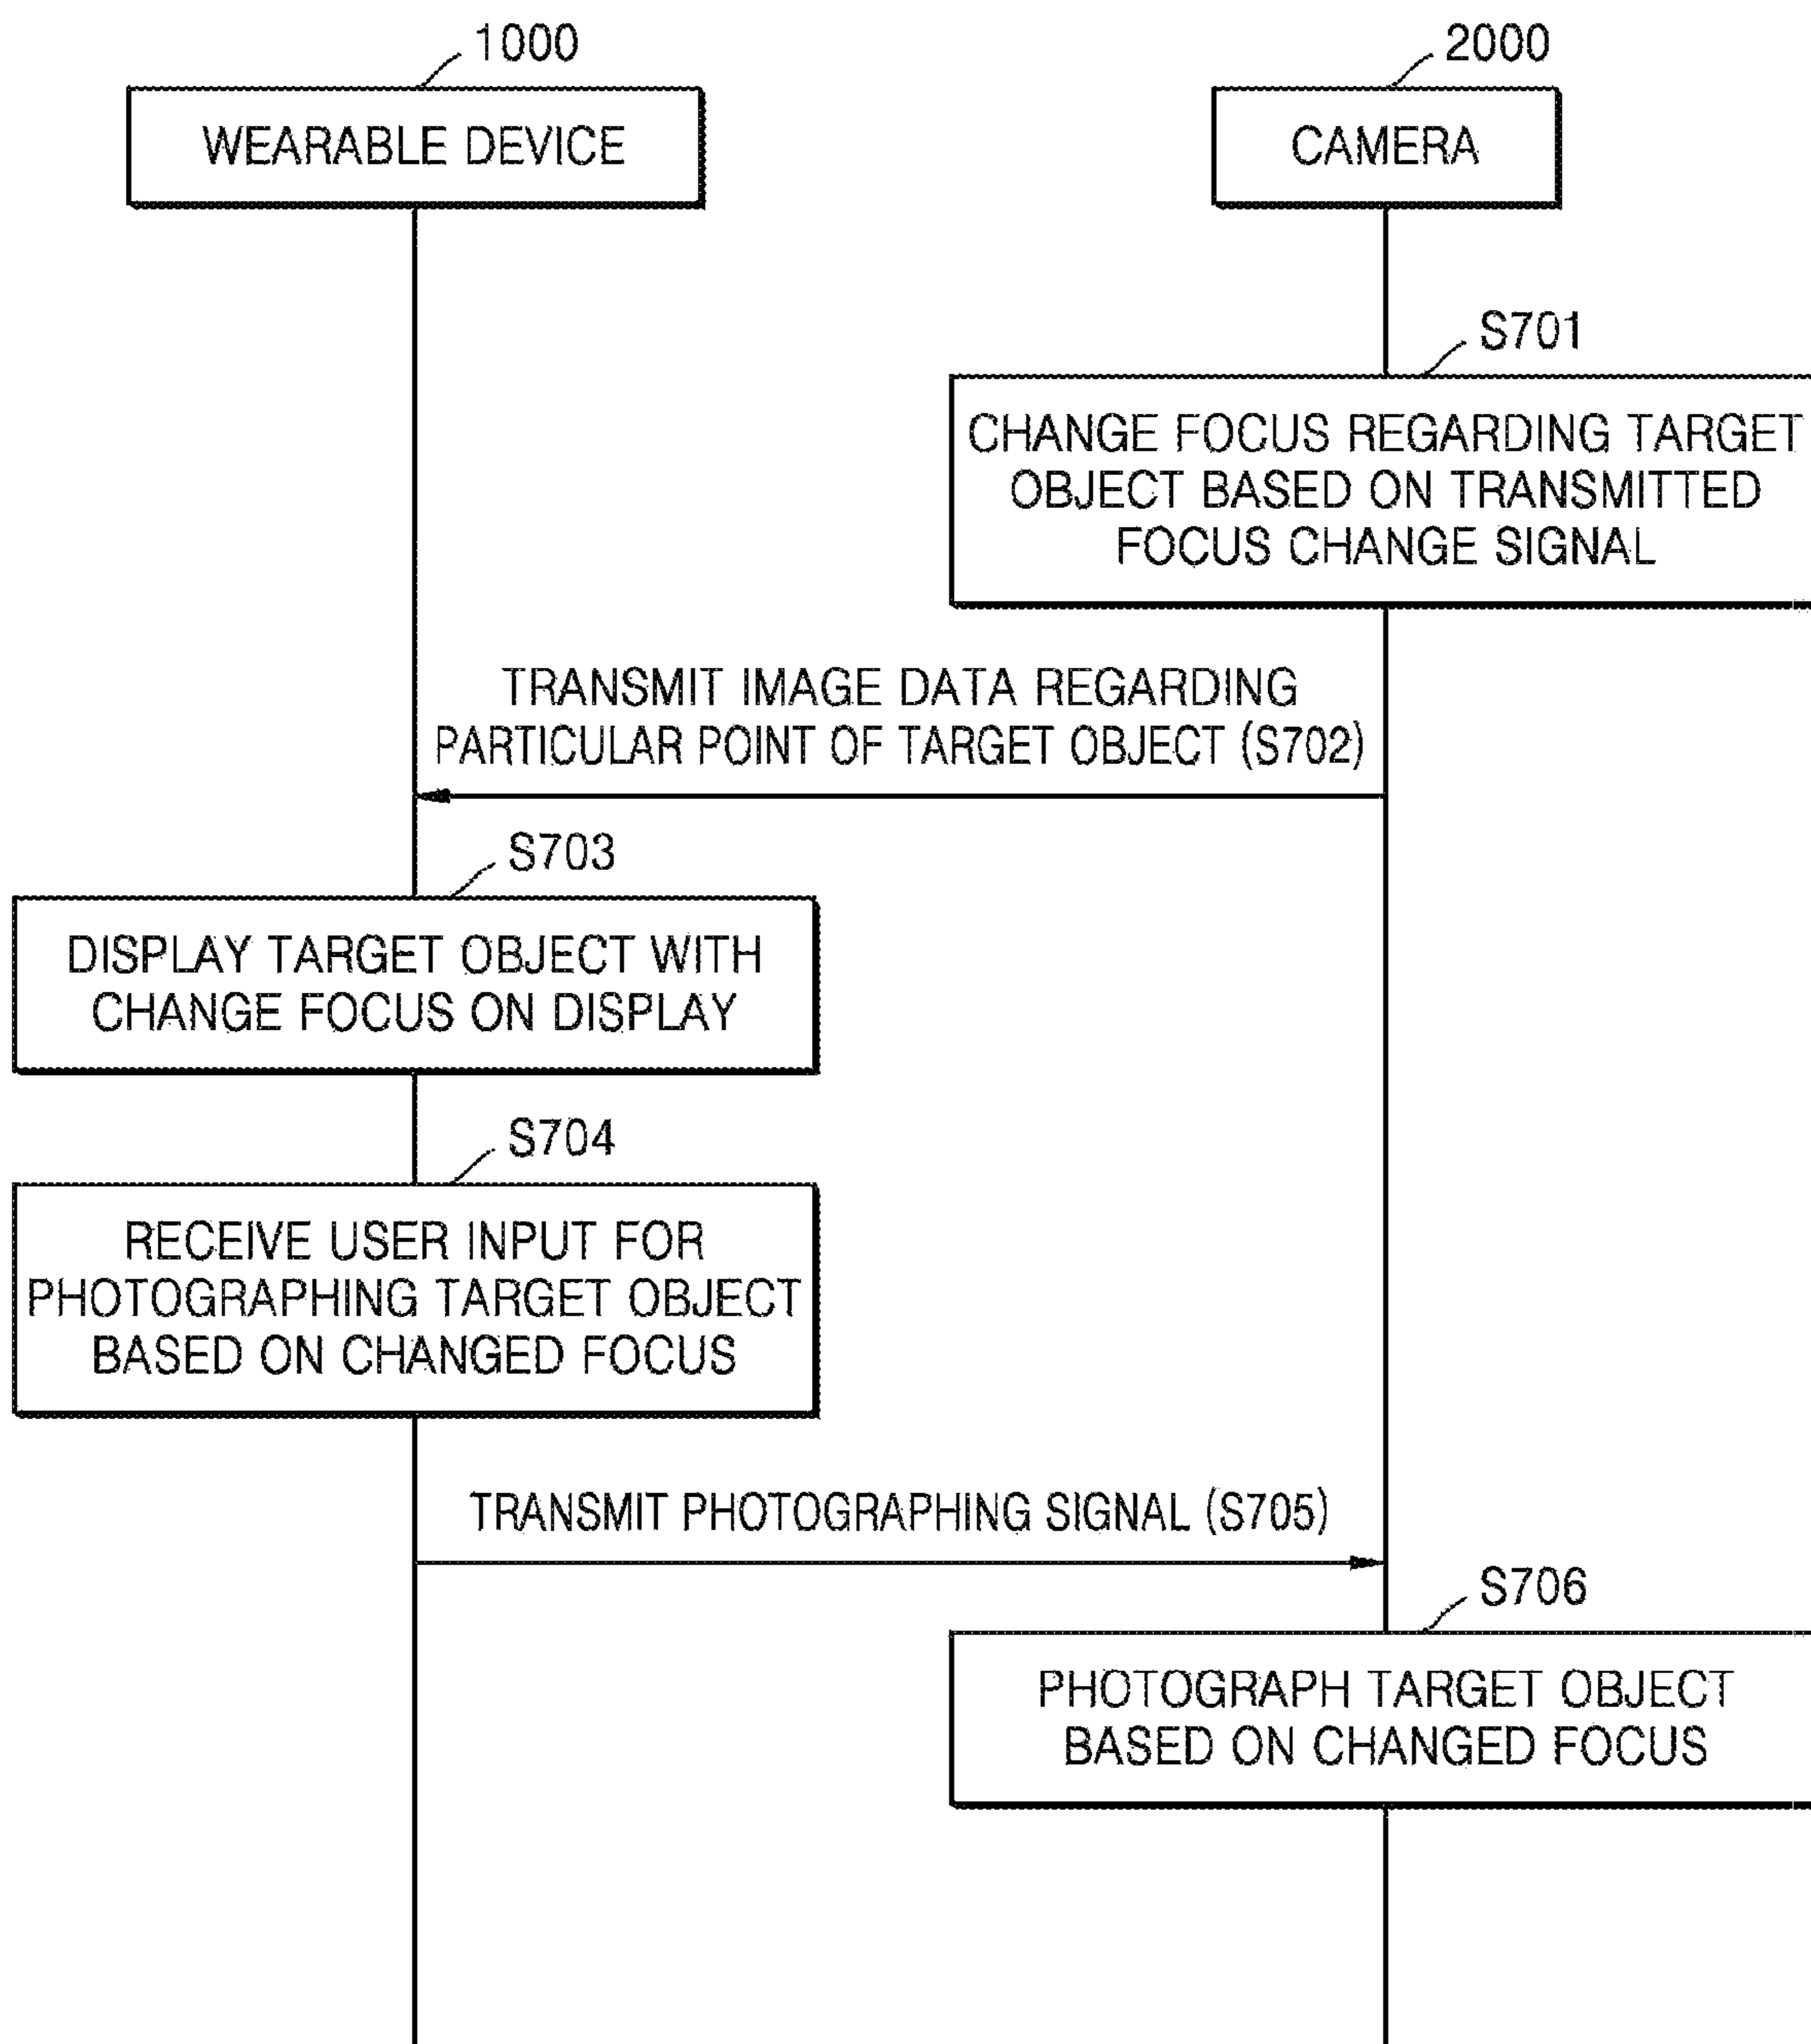 1000
2000
WEARABLE DEVICE
CAMERA
S701
CHANGE FOCUS REGARDING TARGET
OBJECT BASED ON TRANSMITTED
FOCUS CHANGE SIGNAL
TRANSMIT IMAGE DATA REGARDING
PARTICULAR POINT OF TARGET OBJECT (S702)
S703
DISPLAY TARGET OBJECT WITH
CHANGE FOCUS ON DISPLAY
S704
RECEIVE USER INPUT FOR
PHOTOGRAPHING TARGET OBJECT
BASED ON CHANGED FOCUS
TRANSMIT PHOTOGRAPHING SIGNAL (S705)
S706
PHOTOGRAPH TARGET OBJECT
BASED ON CHANGED FOCUS